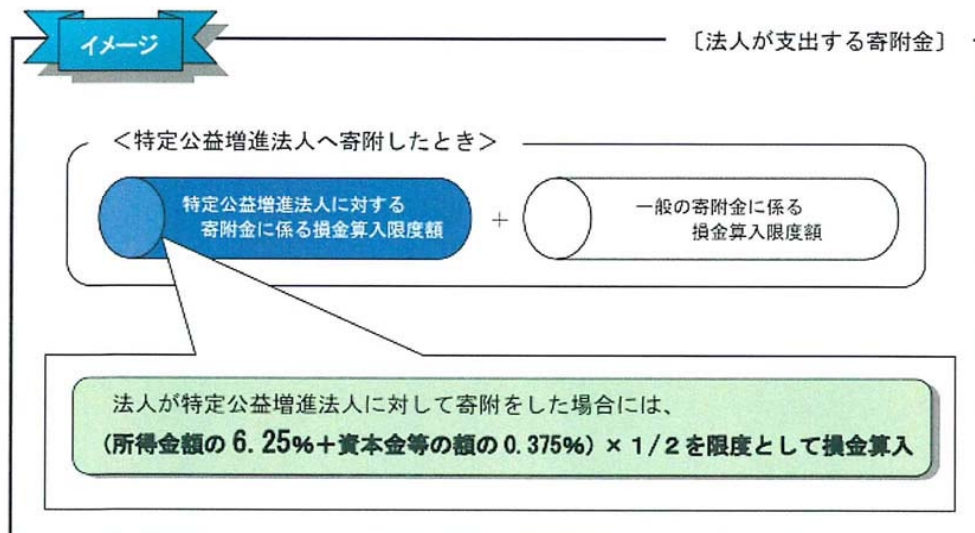 イメージ
〔法人が支出する寄附金〕
＜特定公益増進法人へ寄附したとき＞
特定公益増進法人に対する
寄附金に係る損金算入限度額
＋
一般の寄附金に係る
損金算入限度額
法人が特定公益増進法人に対して寄附をした場合には、
(所得金額の 6.25%＋資本金等の額の 0.375%) × 1/2 を限度として損金算入